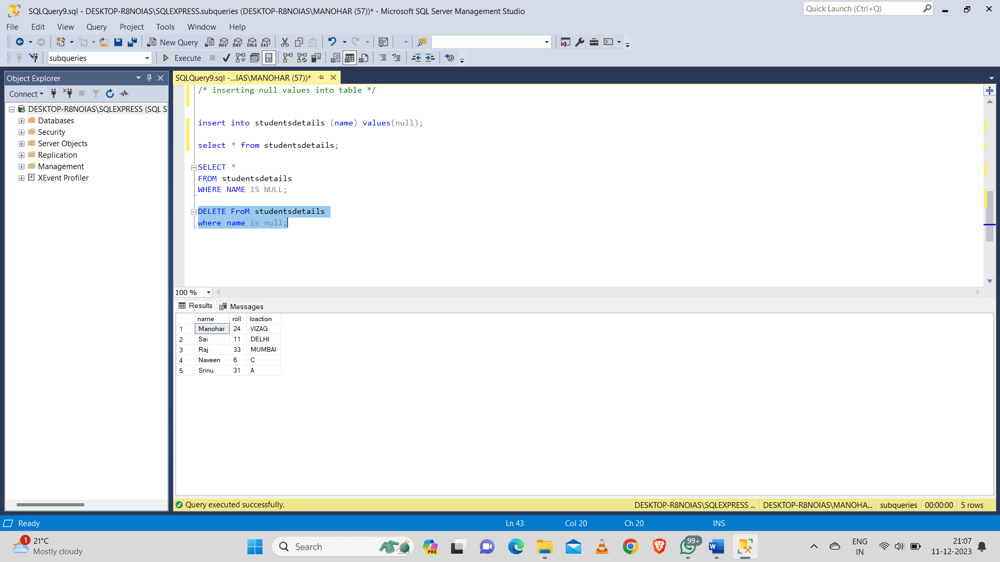 SQLQuery9.sql - DESKTOP-R8NOIAS\SQLEXPRESS.subqueries (DESKTOP-R8NOIAS\MANOHAR (57))* - Microsoft SQL Server Management Studio
Quick Launch (Ctrl+Q)
File Edit View Query Project Tools Window Help
New Query MDX DMX XMLA DAX
subqueries Execute
Object Explorer
SQLQuery9.sql -...IAS\MANOHAR (57))*
Connect
DESKTOP-R8NOIAS\SQLEXPRESS (SQL S
Databases
Security
Server Objects
Replication
Management
XEvent Profiler
/* inserting null values into table */
insert into studentsdetails (name) values(null);
select * from studentsdetails;
SELECT *
FROM studentsdetails
WHERE NAME IS NULL;
DELETE FroM studentsdetails
where name is null;
100 %
Results Messages
name roll loaction
1 Manohar 24 VIZAG
2 Sai 11 DELHI
3 Raj 33 MUMBAI
4 Naveen 6 C
5 Srinu 31 A
Query executed successfully.
DESKTOP-R8NOIAS\SQLEXPRESS ... DESKTOP-R8NOIAS\MANOHA... subqueries 00:00:00 5 rows
Ready Ln 43 Col 20 Ch 20 INS
1 21°C
Mostly cloudy
Search
PRE
99+
ENG
IN
21:07
11-12-2023